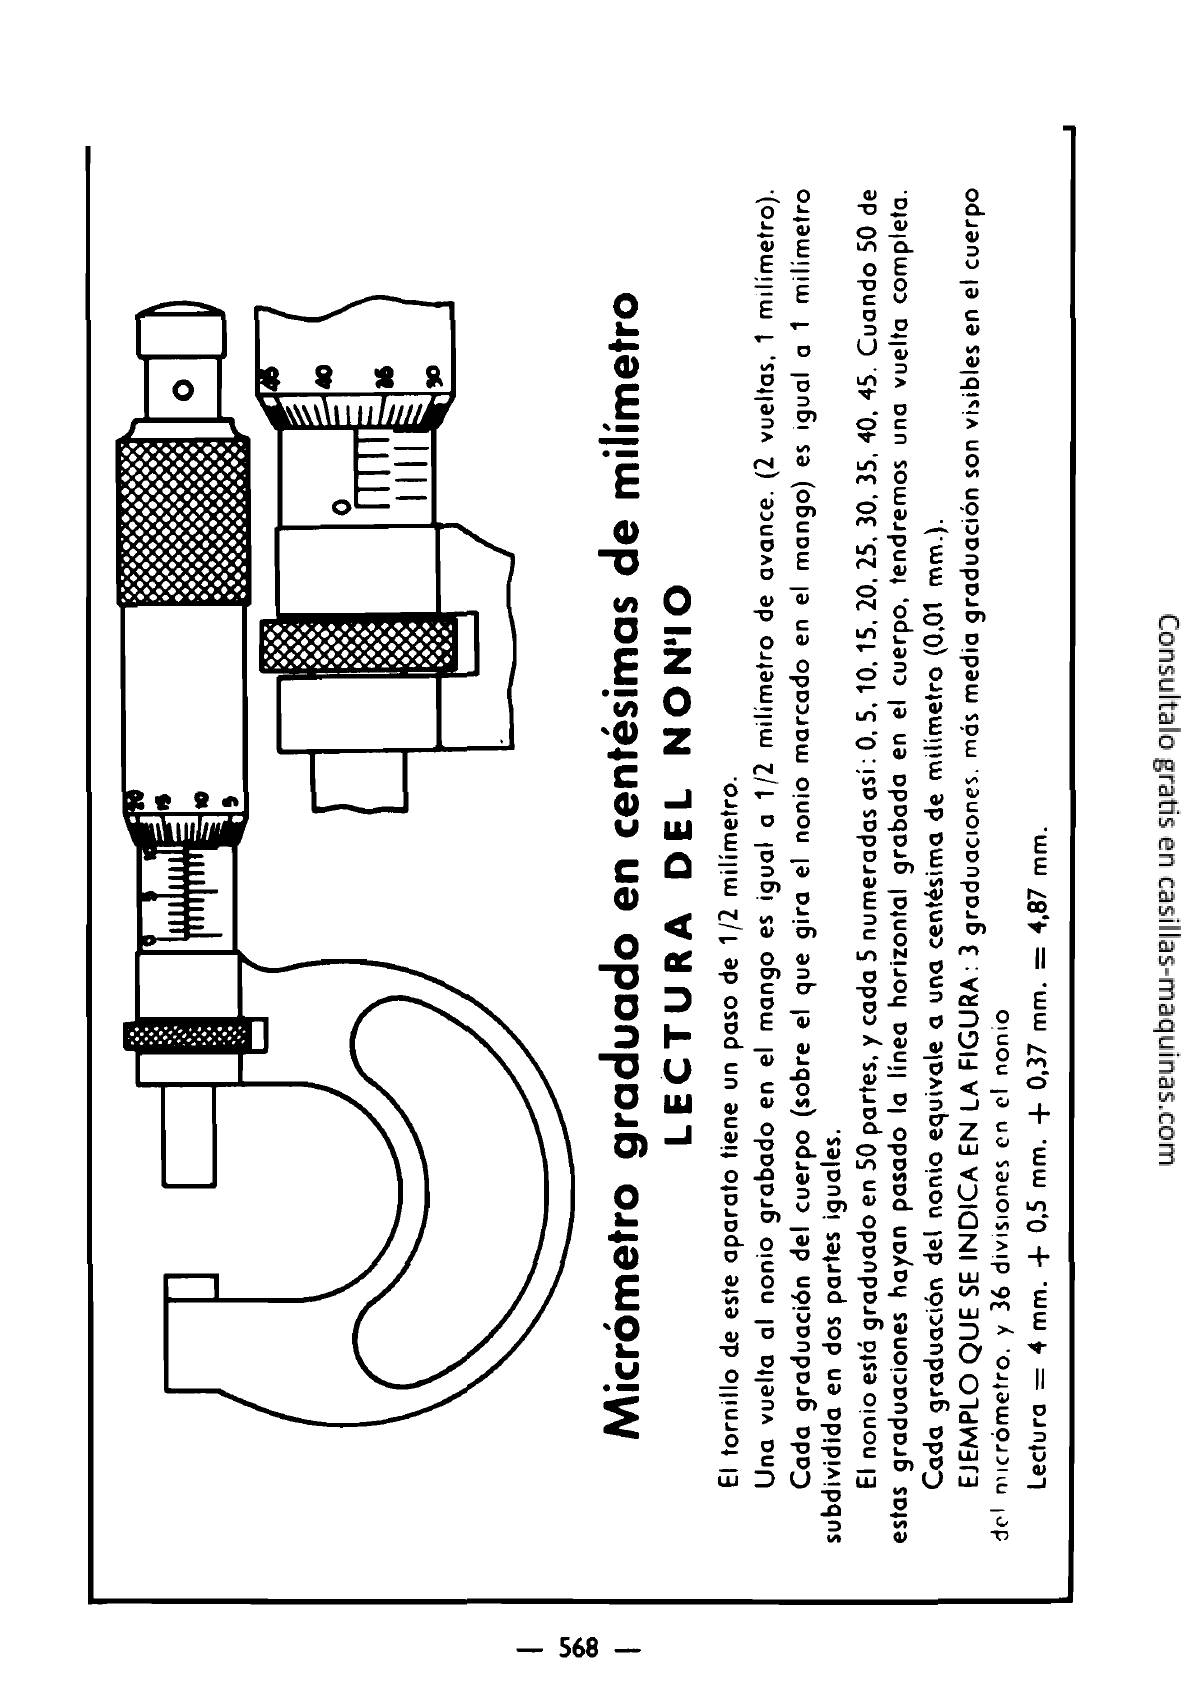 0 5 10
20
15
10
5
0
45
40
35
30
Micrómetro graduado en centésimas de milímetro
LECTURA DEL NONIO
El tornillo de este aparato tiene un paso de 1/2 milímetro.
Una vuelta al nonio grabado en el mango es igual a 1/2 milímetro de avance. (2 vueltas, 1 milímetro).
Cada graduación del cuerpo (sobre el que gira el nonio marcado en el mango) es igual a 1 milímetro
subdividida en dos partes iguales.
El nonio está graduado en 50 partes, y cada 5 numeradas así: 0, 5, 10, 15, 20, 25, 30, 35, 40, 45. Cuando 50 de
estas graduaciones hayan pasado la línea horizontal grabada en el cuerpo, tendremos una vuelta completa.
Cada graduación del nonio equivale a una centésima de milímetro (0,01 mm.).
EJEMPLO QUE SE INDICA EN LA FIGURA: 3 graduaciones, más media graduación son visibles en el cuerpo
del micrómetro, y 36 divisiones en el nonio
Lectura = 4 mm. + 0,5 mm. + 0,37 mm. = 4,87 mm.
— 568 —
Consultalo gratis en casillas-maquinas.com